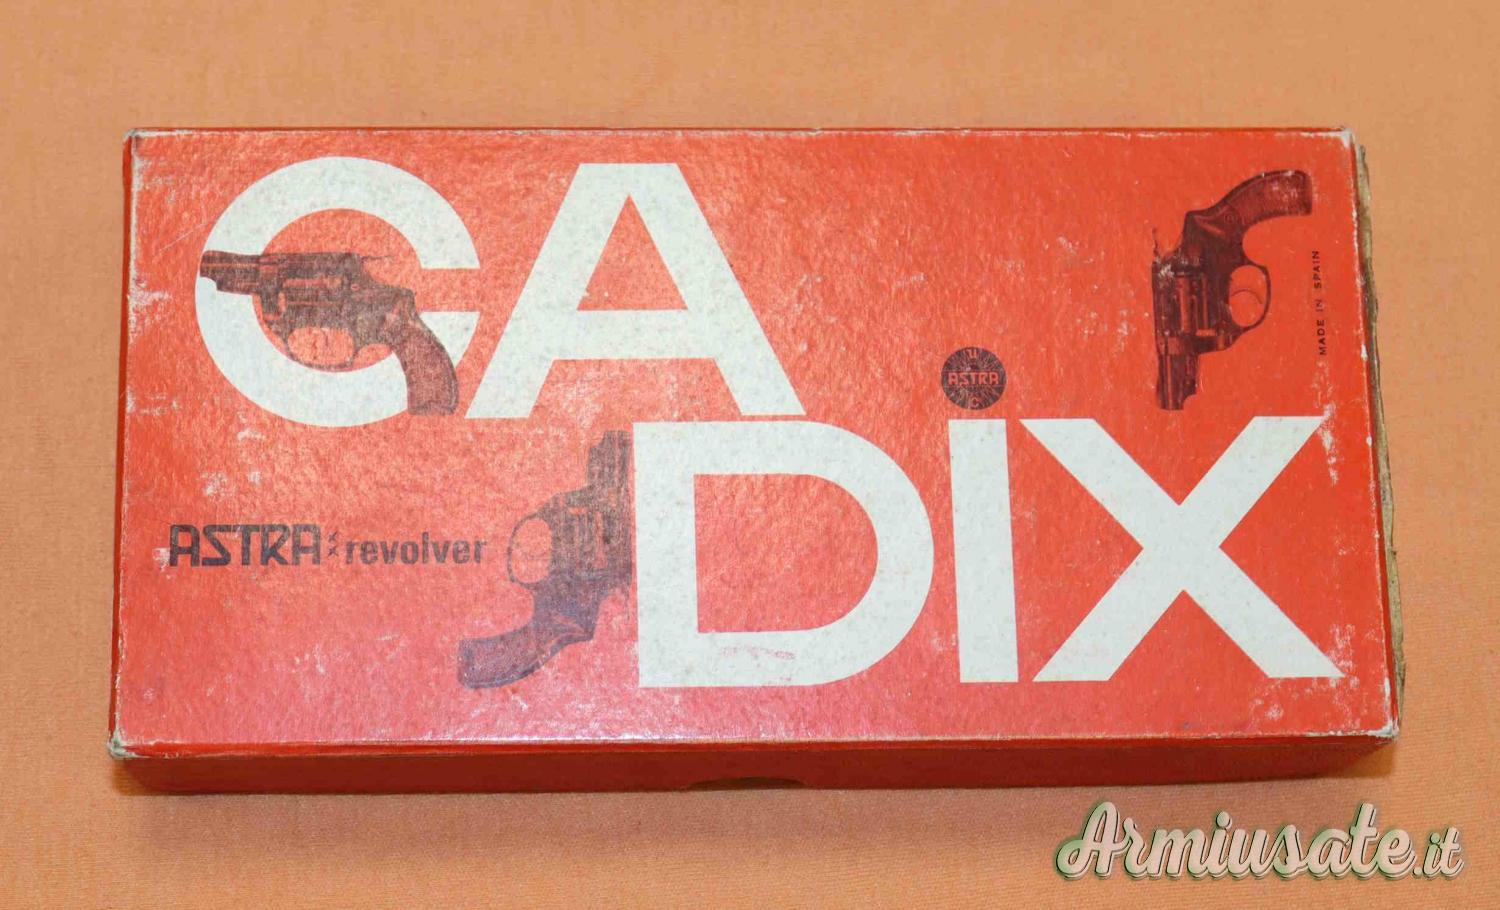 CA
DiX
ASTRA revolver
U
ASTRA
C
MADE IN SPAIN
Armiusate.it